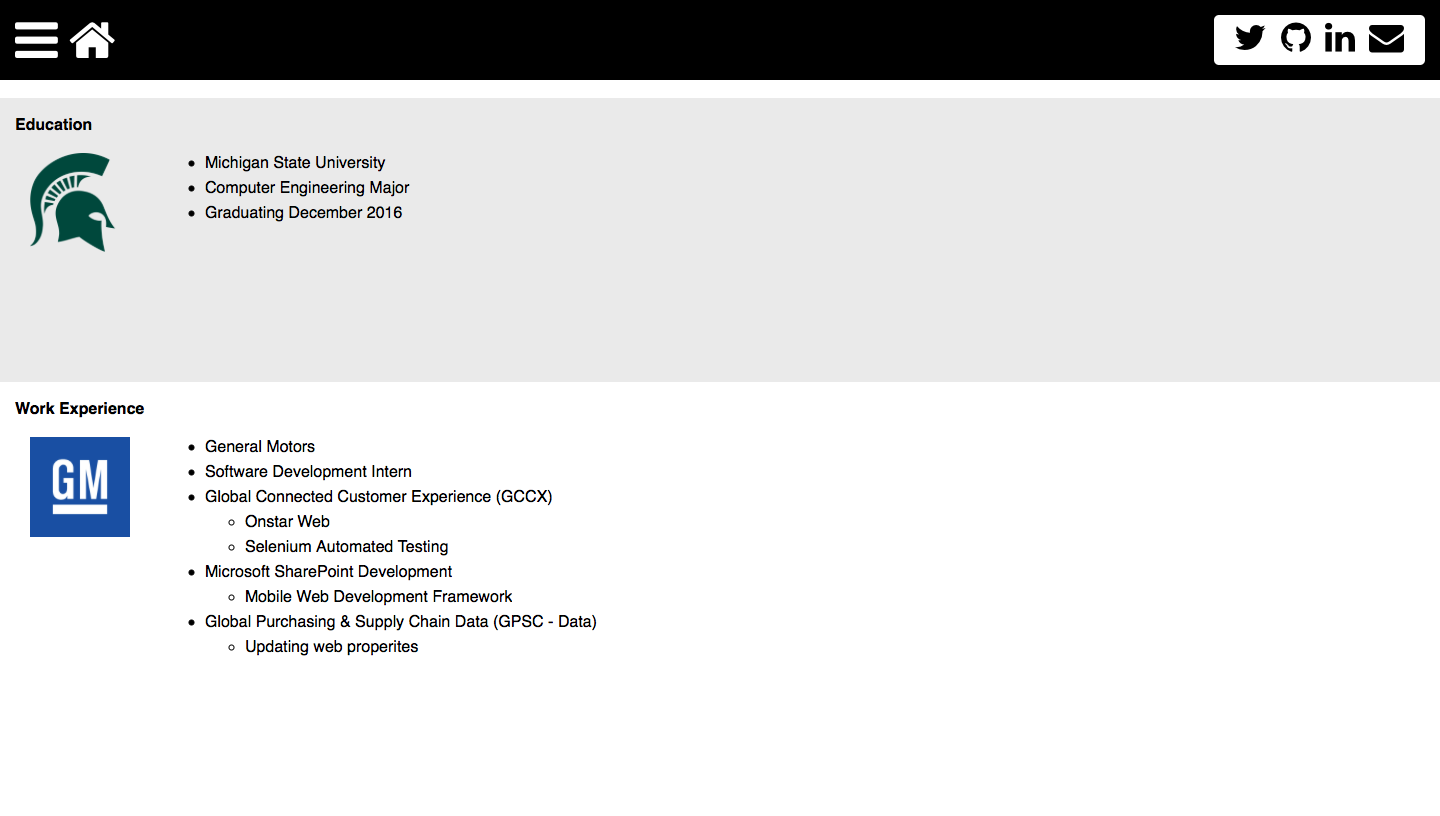 Education
Michigan State University
Computer Engineering Major
Graduating December 2016
Work Experience
GM
General Motors
Software Development Intern
Global Connected Customer Experience (GCCX)
Onstar Web
Selenium Automated Testing
Microsoft SharePoint Development
Mobile Web Development Framework
Global Purchasing & Supply Chain Data (GPSC - Data)
Updating web properites